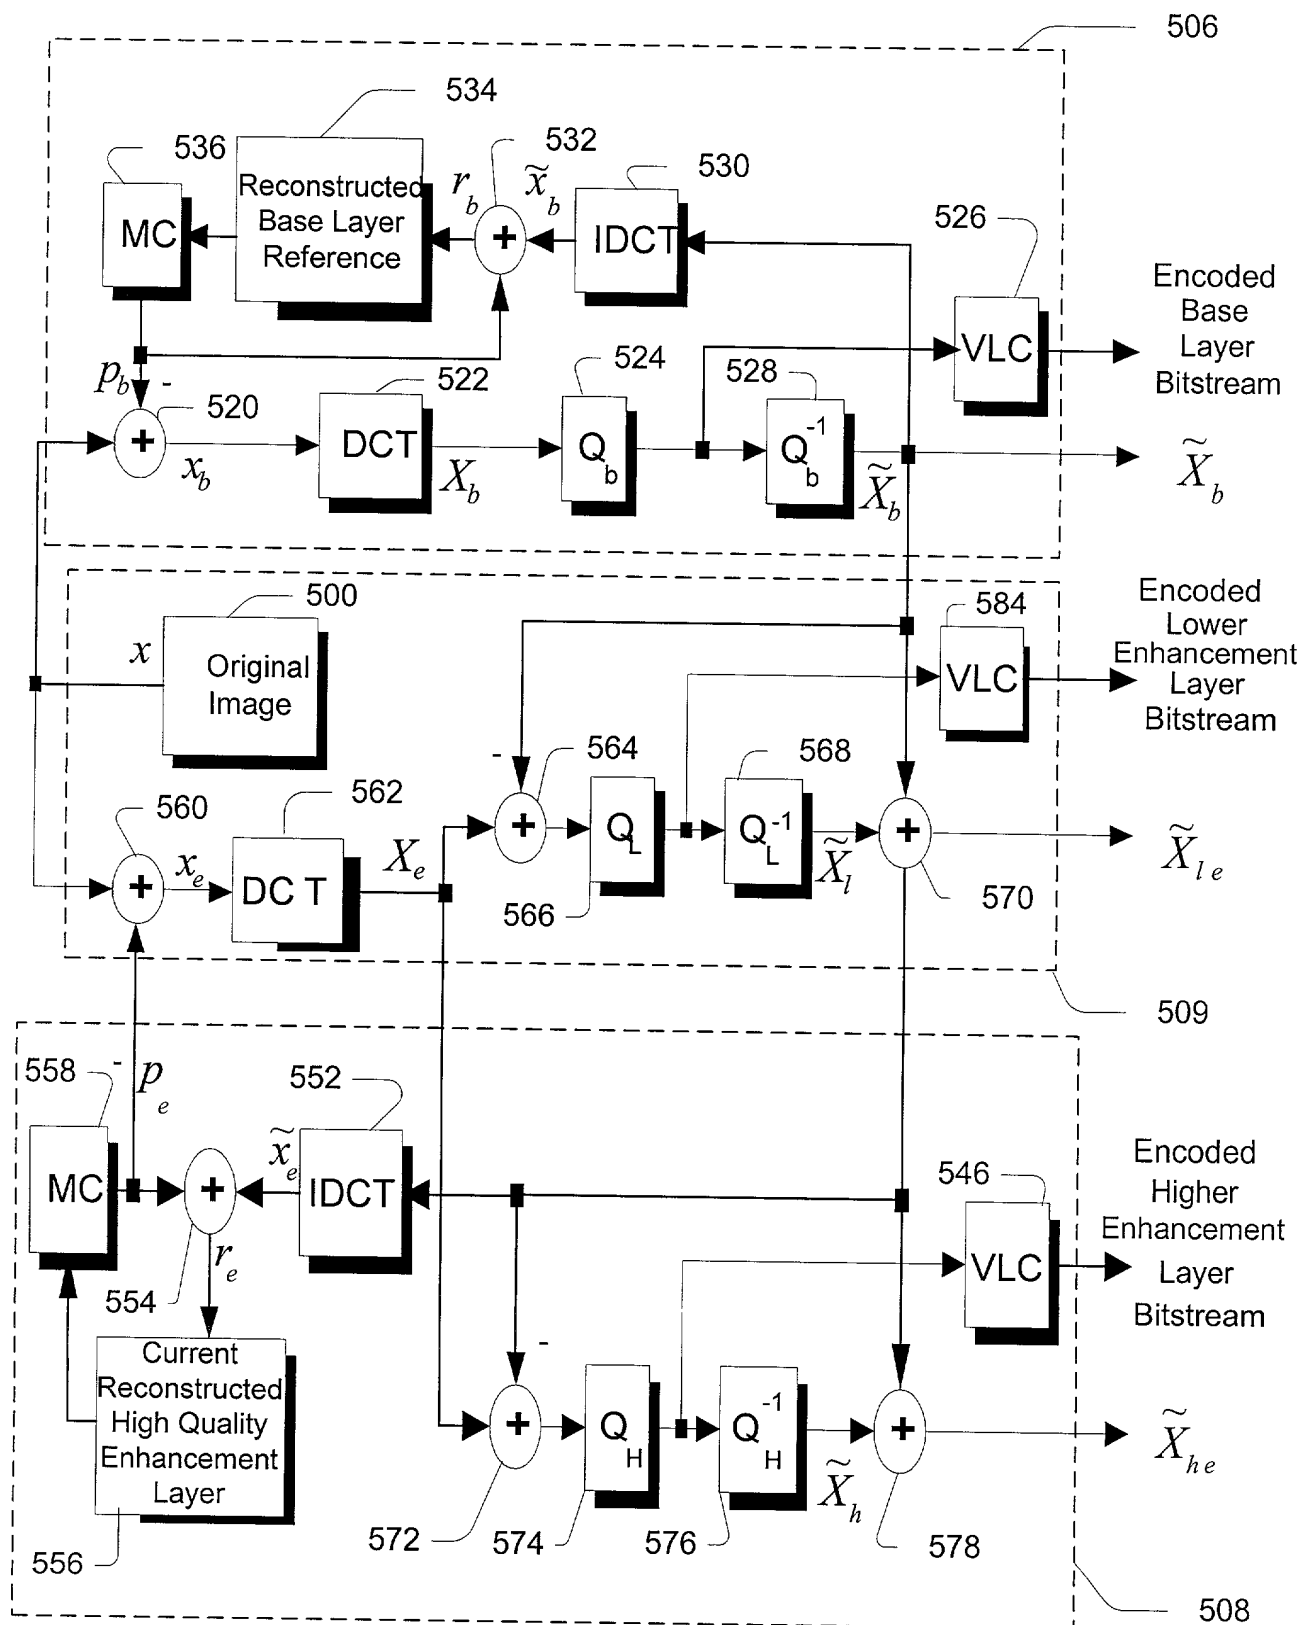 506
534
536
532
530
526
MC
Reconstructed
Base Layer
Reference
r_b
+
x̃_b
IDCT
VLC
Encoded
Base
Layer
Bitstream
p_b
-
520
522
524
528
+
x_b
DCT
X_b
Q_b
Q_b^-1
X̃_b
X̃_b
500
x
Original
Image
584
VLC
Encoded
Lower
Enhancement
Layer
Bitstream
560
562
-
564
568
+
x_e
DCT
X_e
+
Q_L
Q_L^-1
X̃_l
+
X̃_le
566
570
509
558
-
p_e
552
MC
+
x̃_e
IDCT
546
VLC
Encoded
Higher
Enhancement
Layer
Bitstream
554
r_e
Current
Reconstructed
High Quality
Enhancement
Layer
-
+
Q_H
Q_H^-1
X̃_h
+
X̃_he
556
572
574
576
578
508